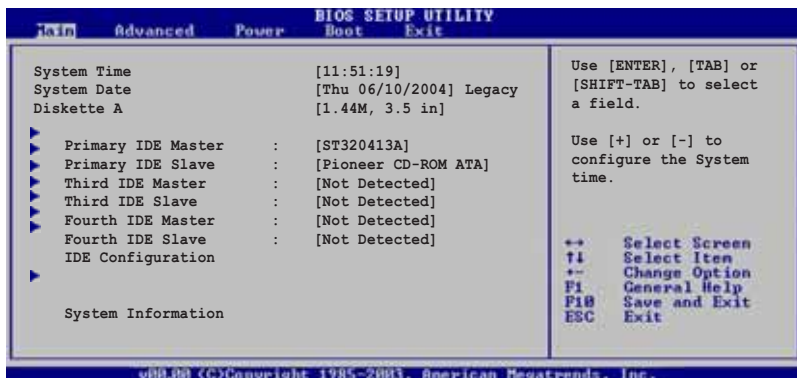 BIOS SETUP UTILITY
Main Advanced Power Boot Exit
System Time [11:51:19]
System Date [Thu 06/10/2004] Legacy
Diskette A [1.44M, 3.5 in]
Primary IDE Master : [ST320413A]
Primary IDE Slave : [Pioneer CD-ROM ATA]
Third IDE Master : [Not Detected]
Third IDE Slave : [Not Detected]
Fourth IDE Master : [Not Detected]
Fourth IDE Slave : [Not Detected]
IDE Configuration
System Information
Use [ENTER], [TAB] or
[SHIFT-TAB] to select
a field.
Use [+] or [-] to
configure the System
time.
↔ Select Screen
↑↓ Select Item
+- Change Option
F1 General Help
F10 Save and Exit
ESC Exit
v00.00 (C)Copyright 1985-2003, American Megatrends, Inc.